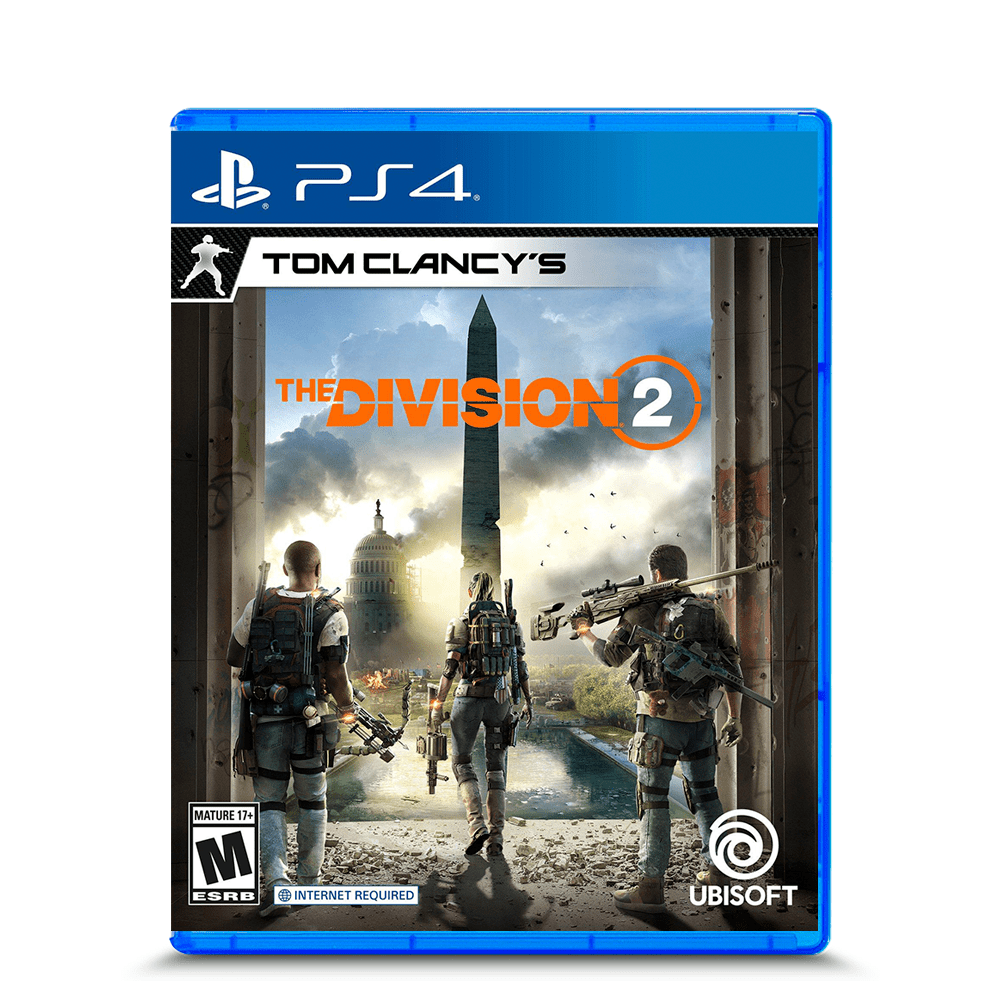 PS4
TOM CLANCY'S
THE DIVISION 2
MATURE 17+
M
ESRB
INTERNET REQUIRED
UBISOFT